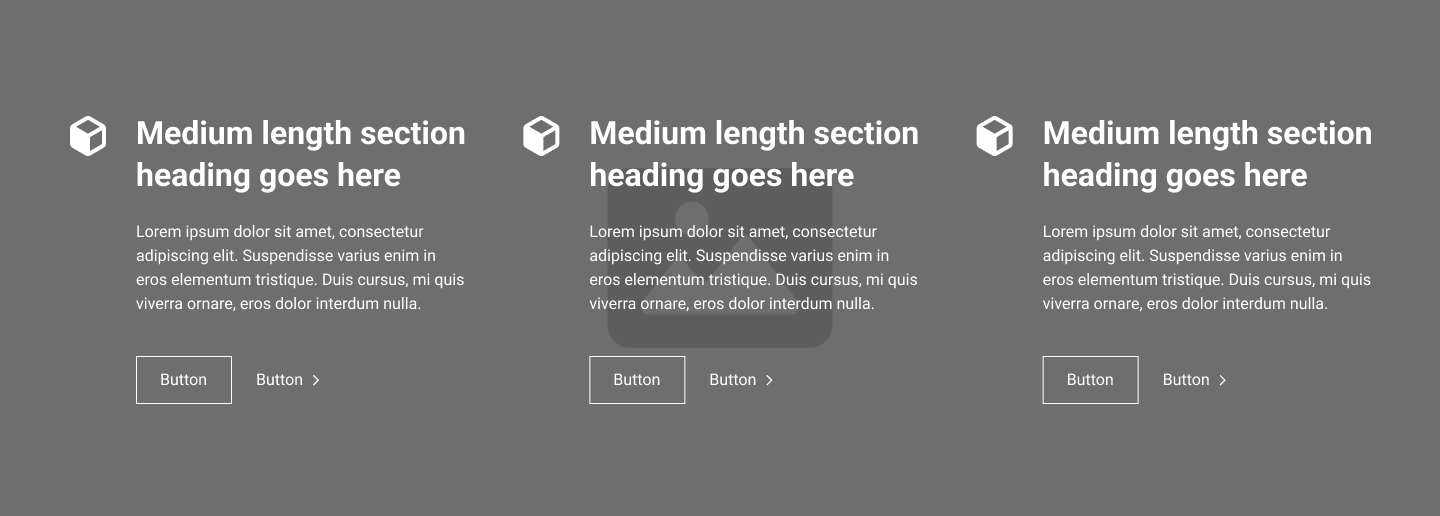 Medium length section
heading goes here
Lorem ipsum dolor sit amet, consectetur
adipiscing elit. Suspendisse varius enim in
eros elementum tristique. Duis cursus, mi quis
viverra ornare, eros dolor interdum nulla.
Button
Button
Medium length section
heading goes here
Lorem ipsum dolor sit amet, consectetur
adipiscing elit. Suspendisse varius enim in
eros elementum tristique. Duis cursus, mi quis
viverra ornare, eros dolor interdum nulla.
Button
Button
Medium length section
heading goes here
Lorem ipsum dolor sit amet, consectetur
adipiscing elit. Suspendisse varius enim in
eros elementum tristique. Duis cursus, mi quis
viverra ornare, eros dolor interdum nulla.
Button
Button